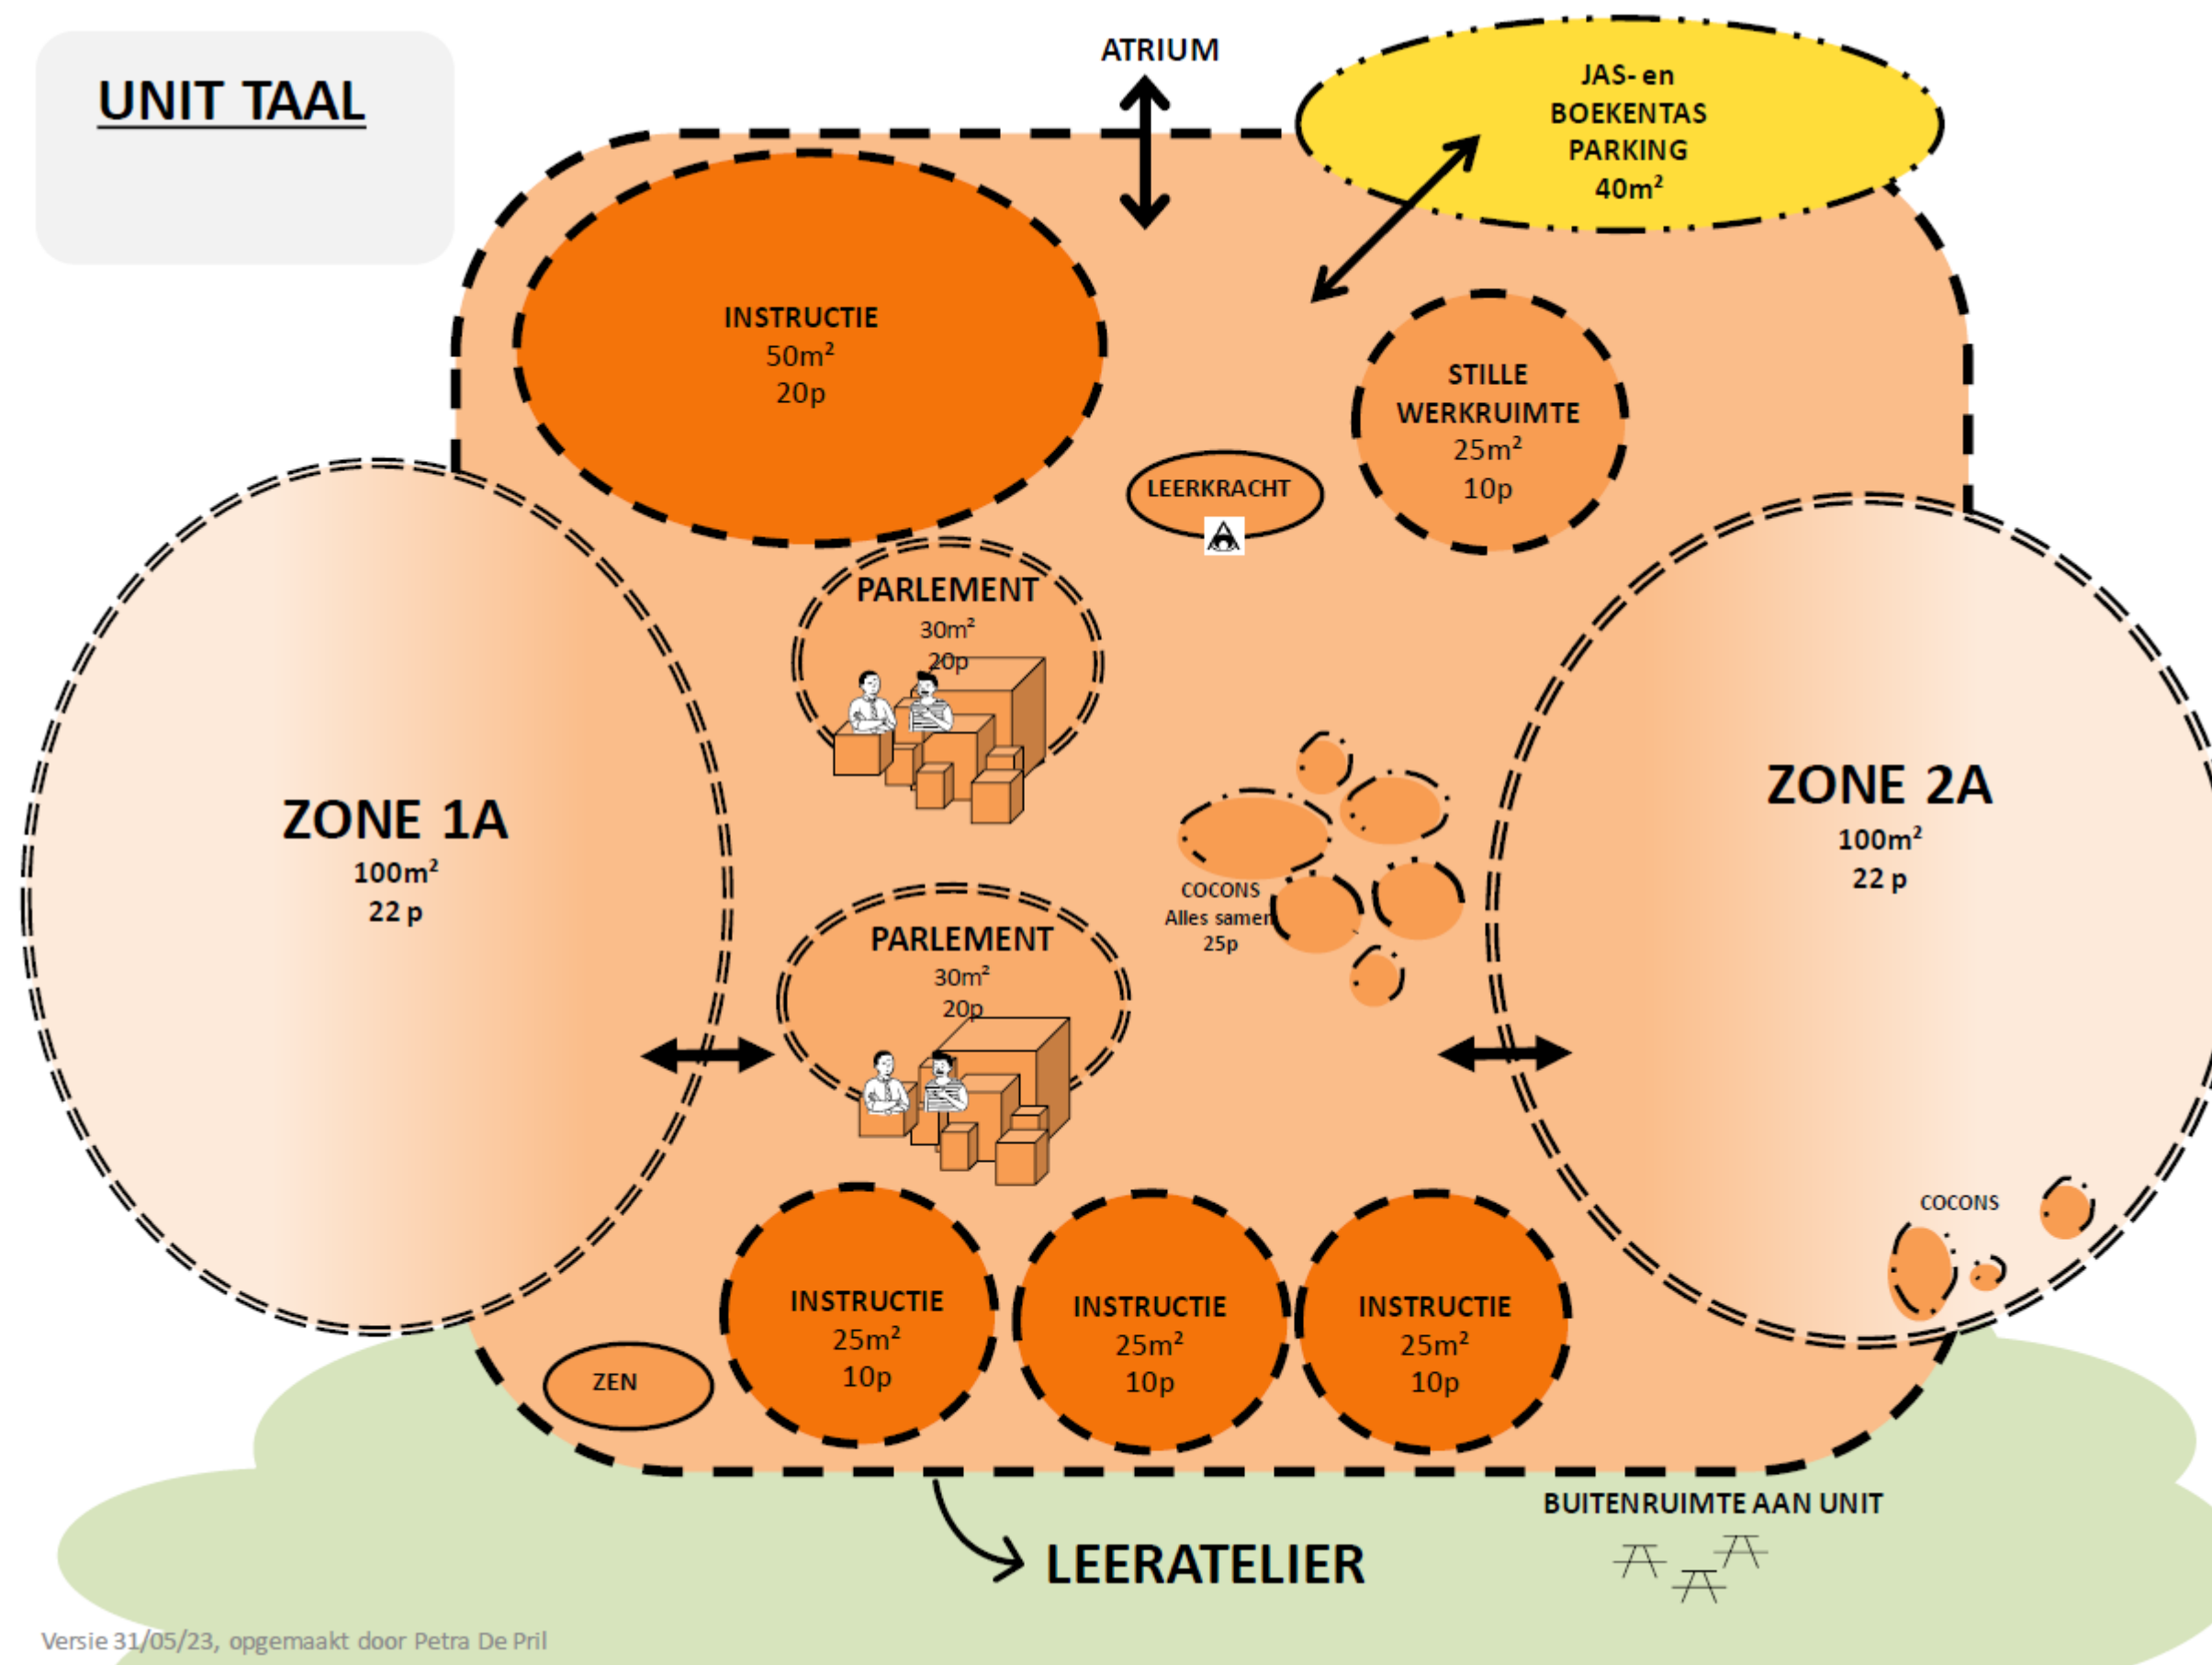 UNIT TAAL
ATRIUM
JAS- en
BOEKENTAS
PARKING
40m²
INSTRUCTIE
50m²
20p
STILLE
WERKRUIMTE
25m²
10p
LEERKRACHT
PARLEMENT
30m²
20p
ZONE 1A
100m²
22 p
ZONE 2A
100m²
22 p
COCONS
Alles samen
25p
PARLEMENT
30m²
20p
COCONS
INSTRUCTIE
25m²
10p
INSTRUCTIE
25m²
10p
INSTRUCTIE
25m²
10p
ZEN
BUITENRUIMTE AAN UNIT
LEERATELIER
Versie 31/05/23, opgemaakt door Petra De Pril